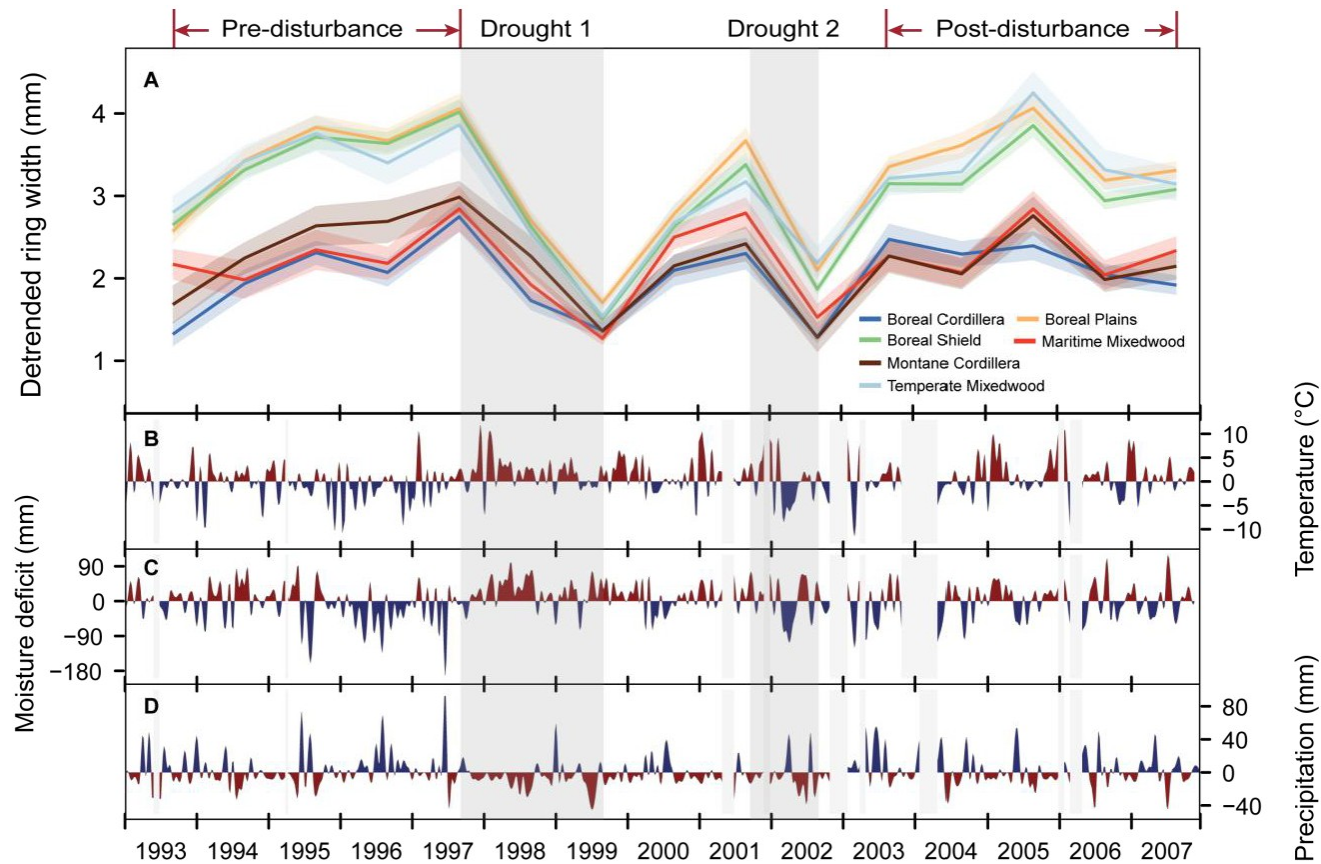 Pre-disturbance Drought 1 Drought 2 Post-disturbance
A
Detrended ring width (mm)
4
3
2
1
Boreal Cordillera
Boreal Plains
Boreal Shield
Maritime Mixedwood
Montane Cordillera
Temperate Mixedwood
B
10
5
0
−5
−10
Temperature (°C)
C
90
0
−90
−180
Moisture deficit (mm)
D
80
40
0
−40
Precipitation (mm)
1993 1994 1995 1996 1997 1998 1999 2000 2001 2002 2003 2004 2005 2006 2007